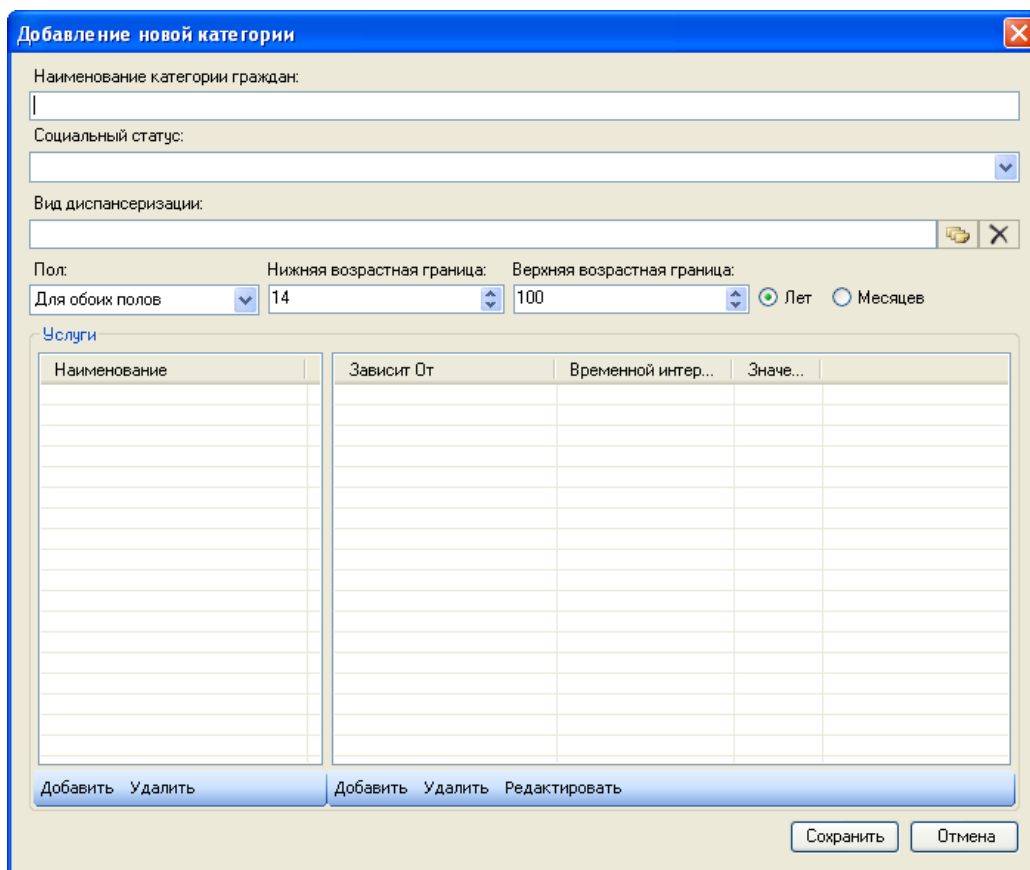 Добавление новой категории
Наименование категории граждан:
Социальный статус:
Вид диспансеризации:
Пол: Нижняя возрастная граница: Верхняя возрастная граница:
Для обоих полов 14 100 Лет Месяцев
Услуги
Наименование Зависит От Временной интер... Значе...
Добавить Удалить Добавить Удалить Редактировать
Сохранить Отмена